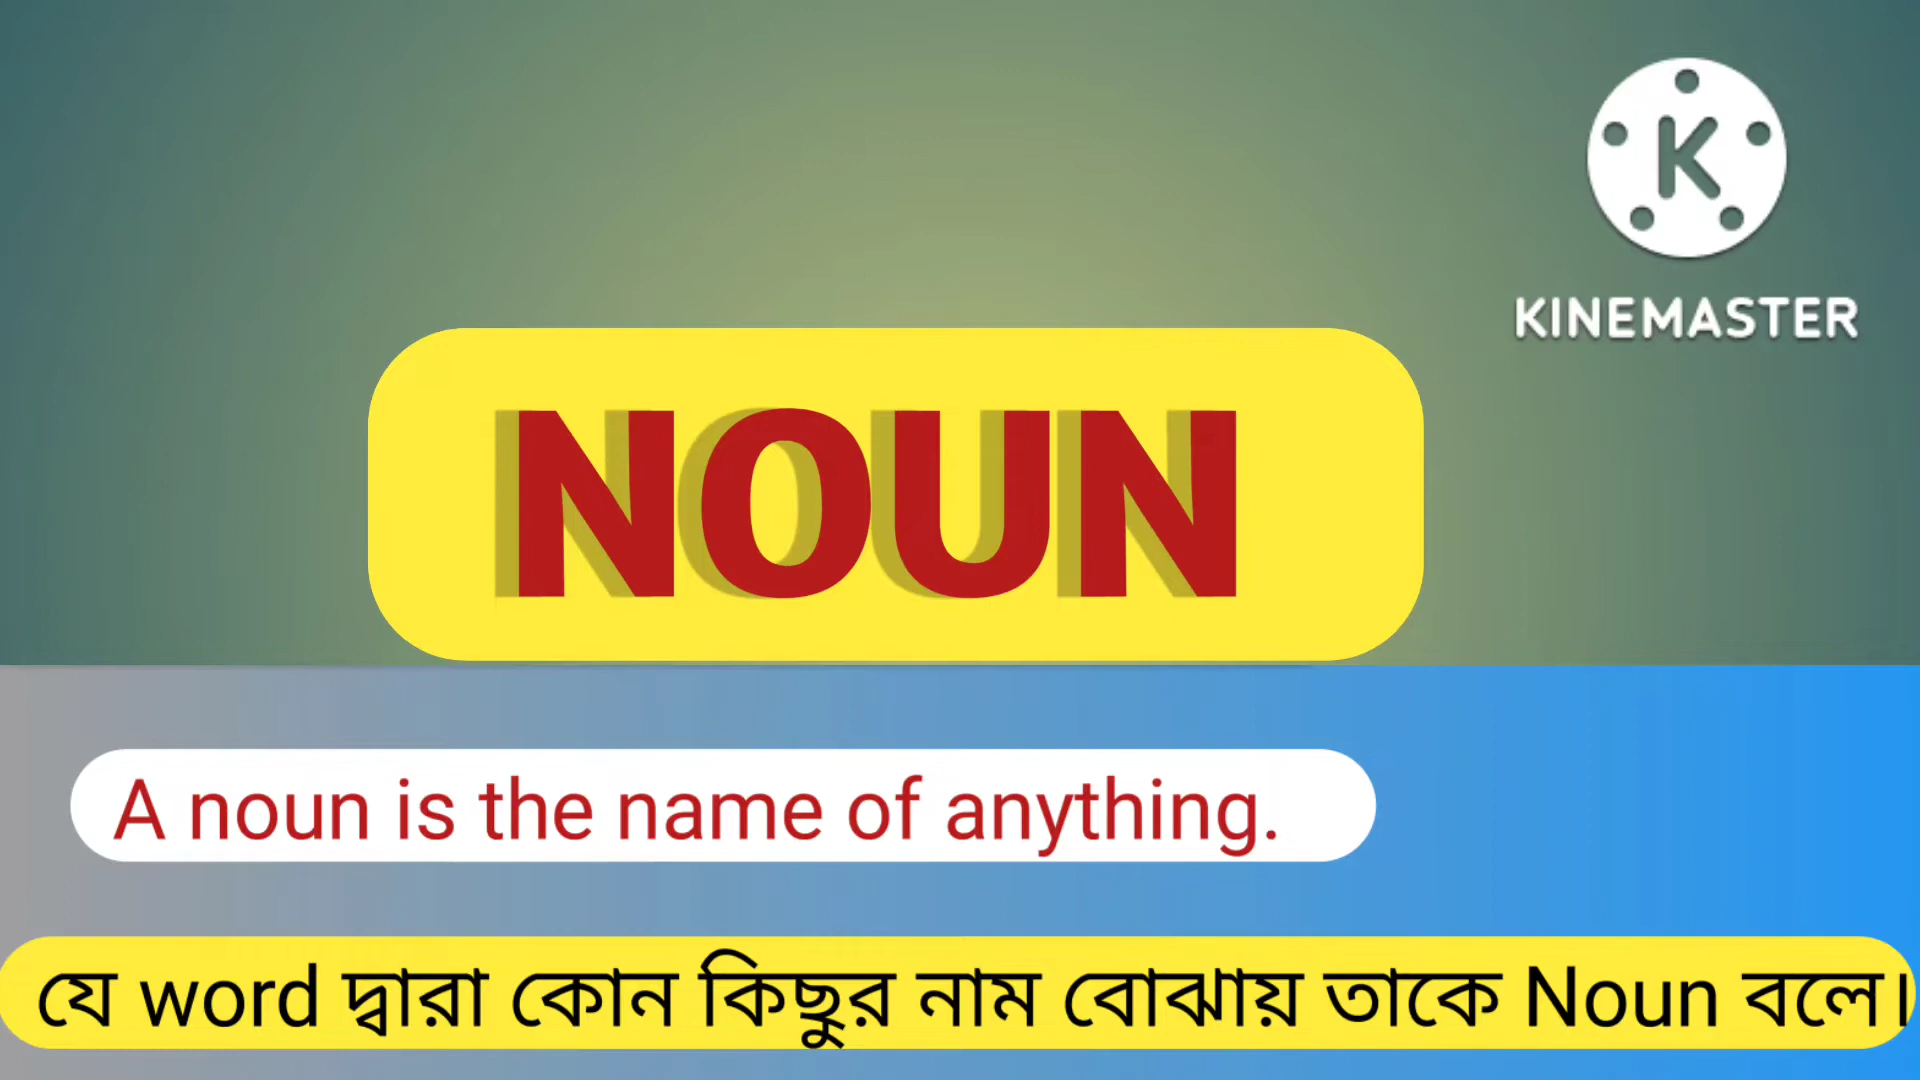 K
KINEMASTER
NOUN
A noun is the name of anything.
যে word দ্বারা কোন কিছুর নাম বোঝায় তাকে Noun বলে।